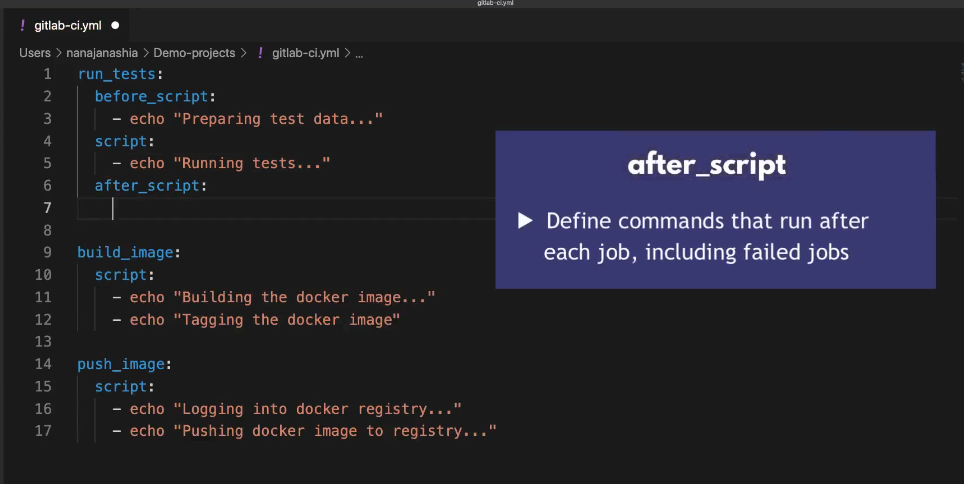 gitlab-ci.yml
! gitlab-ci.yml ●
Users > nanajanashia > Demo-projects > ! gitlab-ci.yml > ...
1 run_tests:
2 before_script:
3 - echo "Preparing test data..."
4 script:
5 - echo "Running tests..."
6 after_script:
7
8
9 build_image:
10 script:
11 - echo "Building the docker image..."
12 - echo "Tagging the docker image"
13
14 push_image:
15 script:
16 - echo "Logging into docker registry..."
17 - echo "Pushing docker image to registry..."
after_script
▶ Define commands that run after
each job, including failed jobs